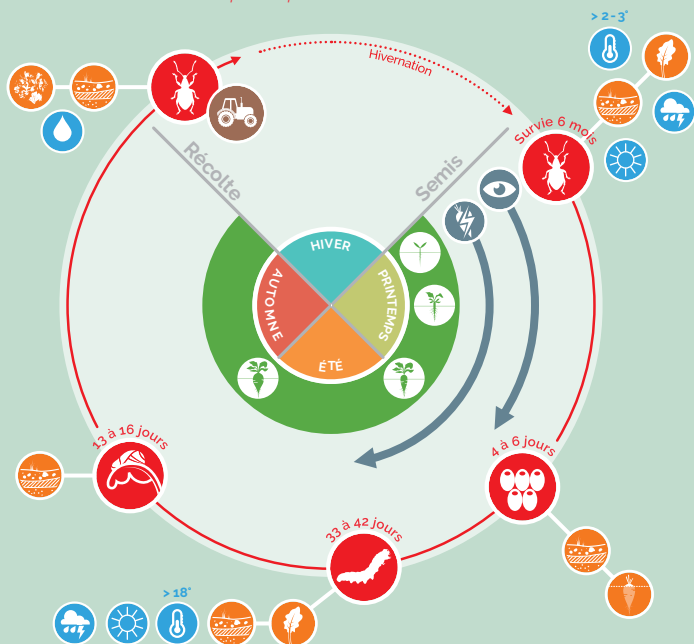 > 2-3°
Hivernation
Survie 6 mois
Récolte
Semis
HIVER
AUTOMNE
PRINTEMPS
ÉTÉ
13 à 16 jours
4 à 6 jours
33 à 42 jours
> 18°